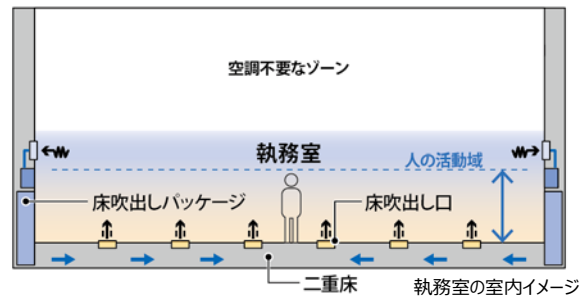 空調不要なゾーン
執務室
人の活動域
床吹出しパッケージ
床吹出し口
二重床
執務室の室内イメージ